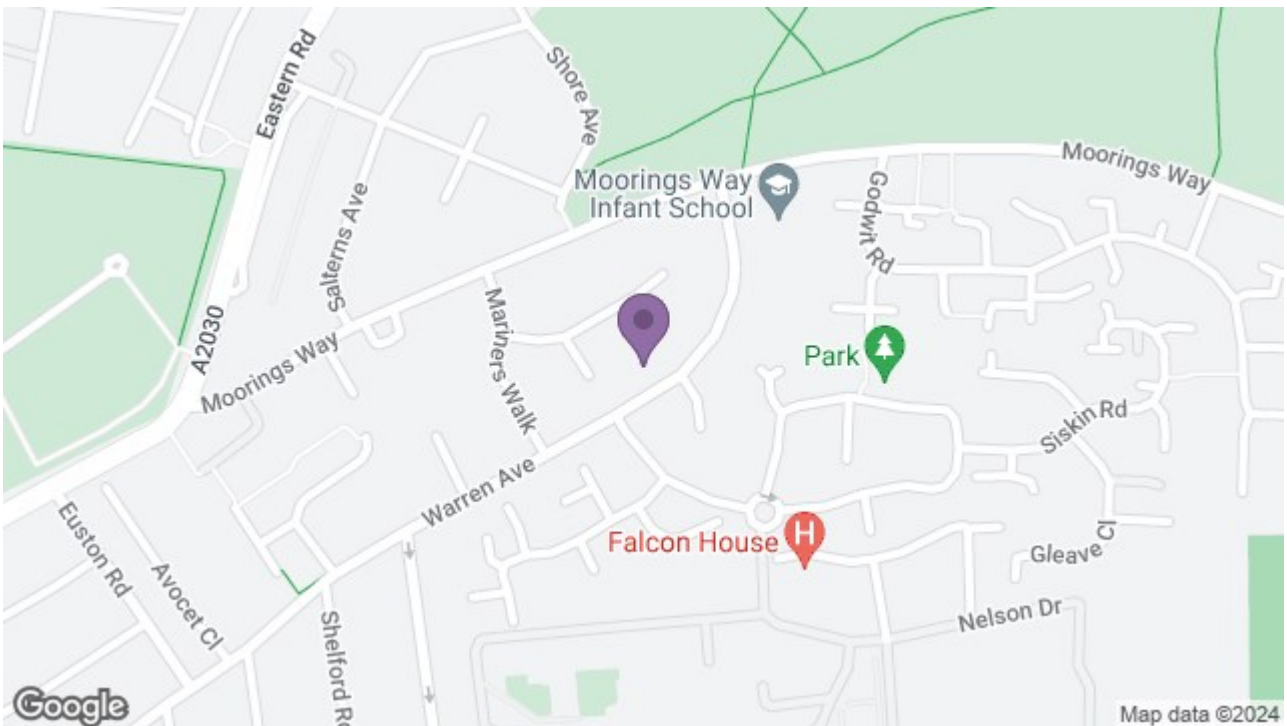 Eastern Rd
Shore Ave
Moorings Way
Moorings Way
Infant School
Godwit Rd
Salterns Ave
A2030
Mariners Walk
Moorings Way
Park
Siskin Rd
Warren Ave
Euston Rd
Avocet Cl
Falcon House
H
Gleave Cl
Shelford Rd
Nelson Dr
Google
Map data ©2024